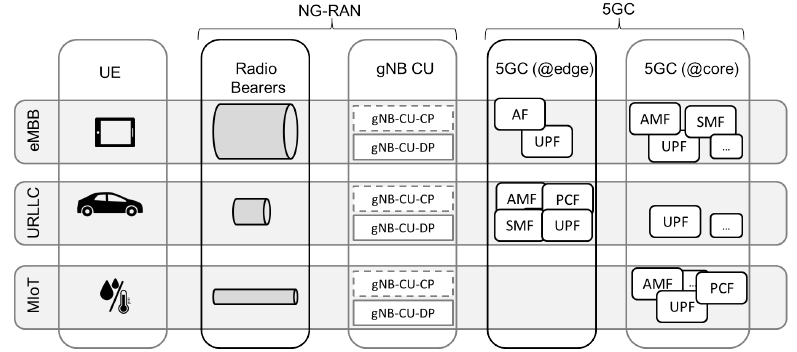 NG-RAN
5GC
UE
Radio
Bearers
gNB CU
5GC (@edge)
5GC (@core)
eMBB
gNB-CU-CP
gNB-CU-DP
AF
UPF
AMF
SMF
UPF
...
URLLC
gNB-CU-CP
gNB-CU-DP
AMF
PCF
SMF
UPF
UPF
...
MIoT
gNB-CU-CP
gNB-CU-DP
AMF
...
PCF
UPF